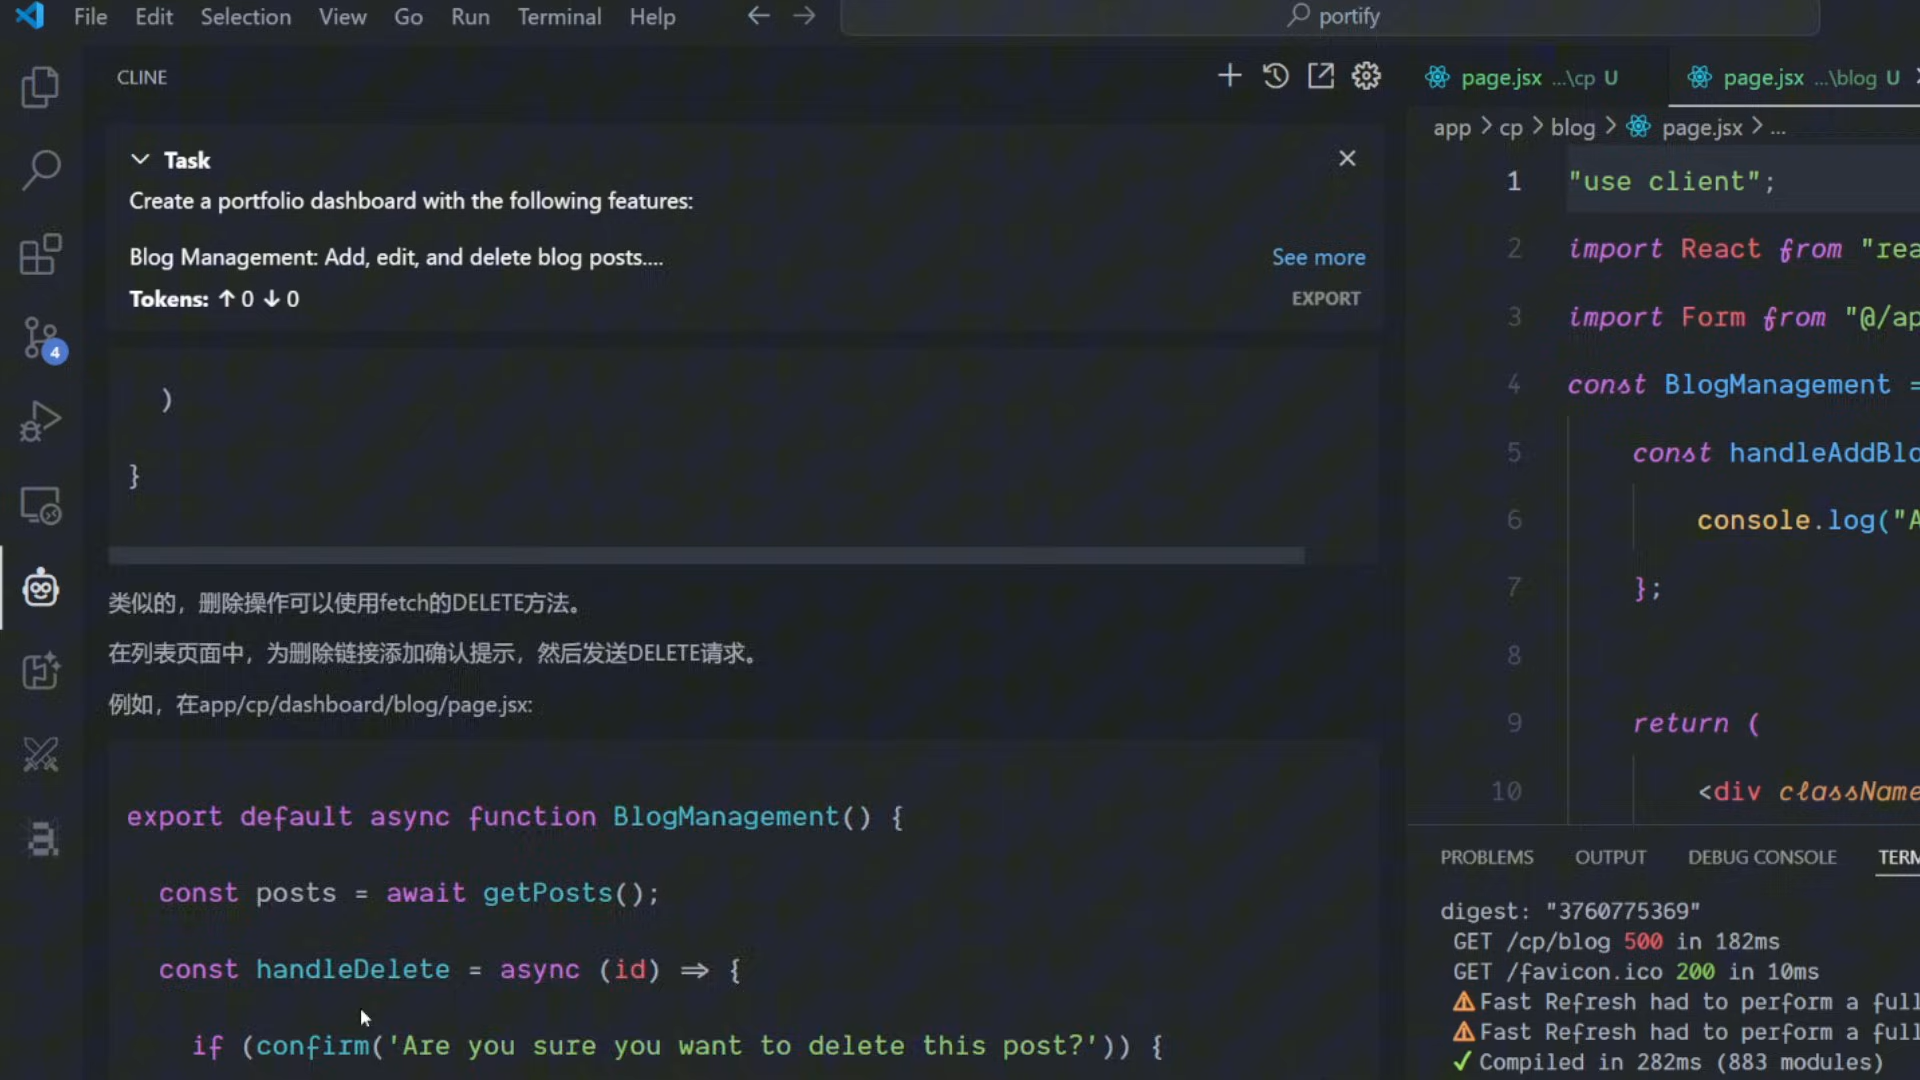 File Edit Selection View Go Run Terminal Help
portify
CLINE
Task
Create a portfolio dashboard with the following features:
Blog Management: Add, edit, and delete blog posts....
See more
Tokens: ↑ 0 ↓ 0
EXPORT
)
}
类似的，删除操作可以使用fetch的DELETE方法。
在列表页面中，为删除链接添加确认提示，然后发送DELETE请求。
例如，在app/cp/dashboard/blog/page.jsx:
export default async function BlogManagement() {
const posts = await getPosts();
const handleDelete = async (id) => {
if (confirm('Are you sure you want to delete this post?')) {
4
page.jsx ...\cp U
page.jsx ...\blog U
app > cp > blog > page.jsx > ...
1 "use client";
2 import React from "rea
3 import Form from "@/ap
4 const BlogManagement =
5 const handleAddBlo
6 console.log("A
7 };
8
9 return (
10 <div className
PROBLEMS OUTPUT DEBUG CONSOLE TERM
digest: "3760775369"
GET /cp/blog 500 in 182ms
GET /favicon.ico 200 in 10ms
⚠Fast Refresh had to perform a full
⚠Fast Refresh had to perform a full
✓Compiled in 282ms (883 modules)